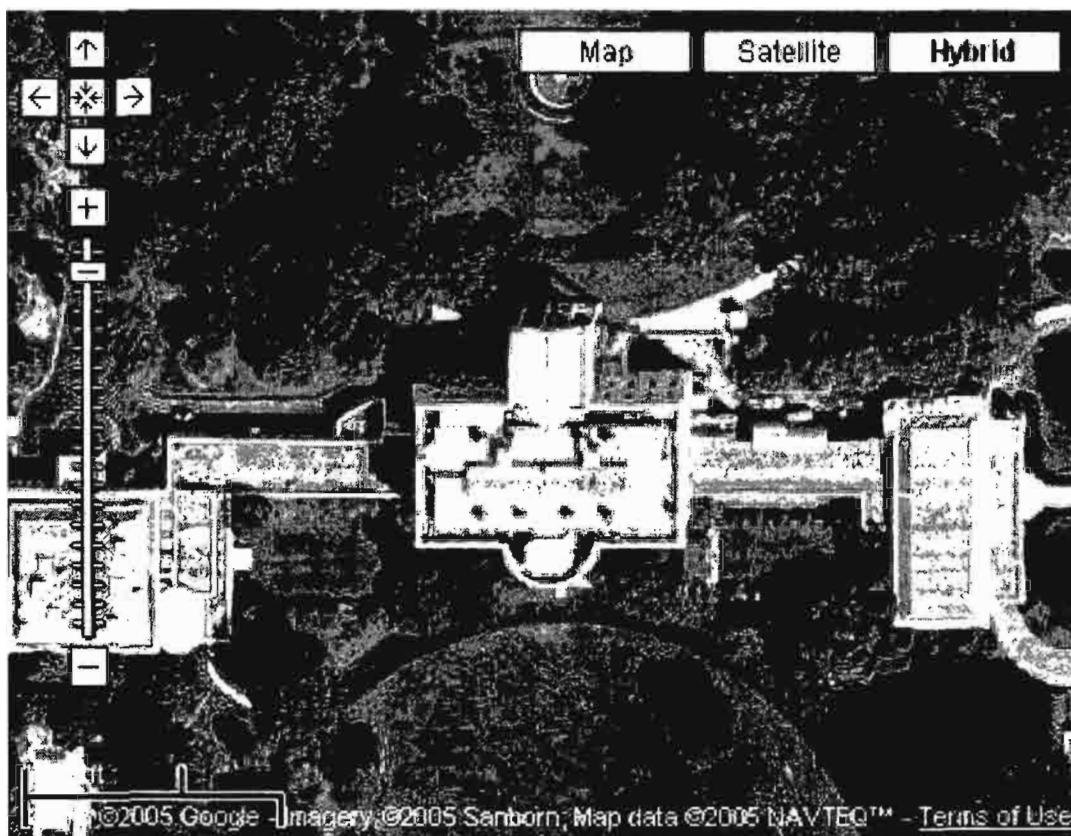 Map Satellite Hybrid
©2005 Google - Imagery ©2005 Sanborn, Map data ©2005 NAVTEQ™ - Terms of Use